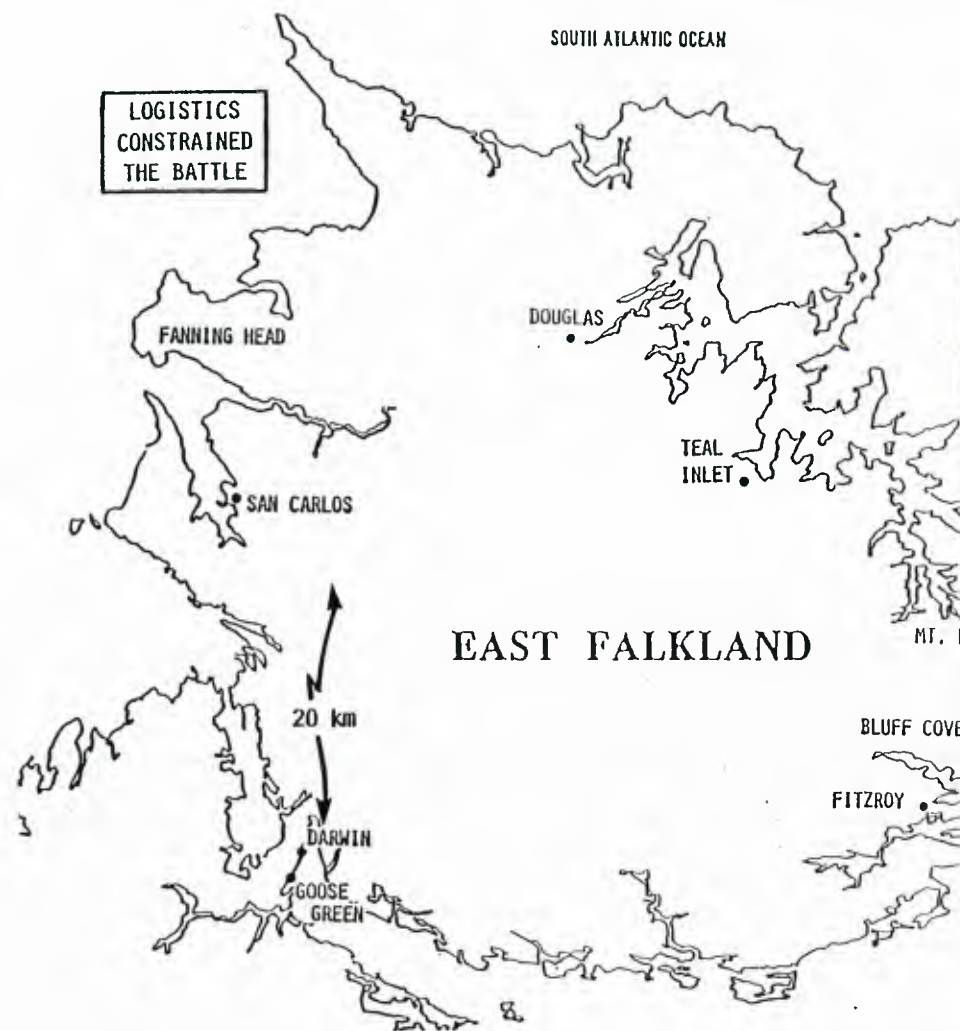 SOUTH ATLANTIC OCEAN
LOGISTICS
CONSTRAINED
THE BATTLE
DOUGLAS
FANNING HEAD
TEAL
INLET
SAN CARLOS
EAST FALKLAND
MT.
20 km
BLUFF COVE
FITZROY
DARWIN
GOOSE
GREEN